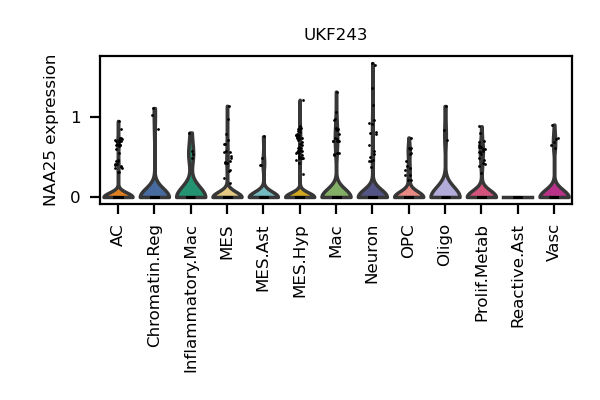 UKF243
NAA25 expression
1
0
AC
Chromatin.Reg
Inflammatory.Mac
MES
MES.Ast
MES.Hyp
Mac
Neuron
OPC
Oligo
Prolif.Metab
Reactive.Ast
Vasc